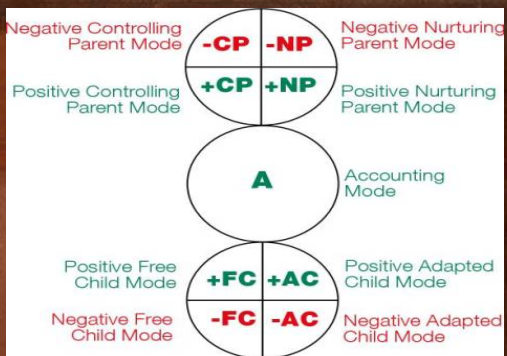 Negative Controlling
Parent Mode
-CP -NP
Negative Nurturing
Parent Mode
Positive Controlling
Parent Mode
+CP +NP
Positive Nurturing
Parent Mode
A
Accounting
Mode
Positive Free
Child Mode
+FC +AC
Positive Adapted
Child Mode
Negative Free
Child Mode
-FC -AC
Negative Adapted
Child Mode